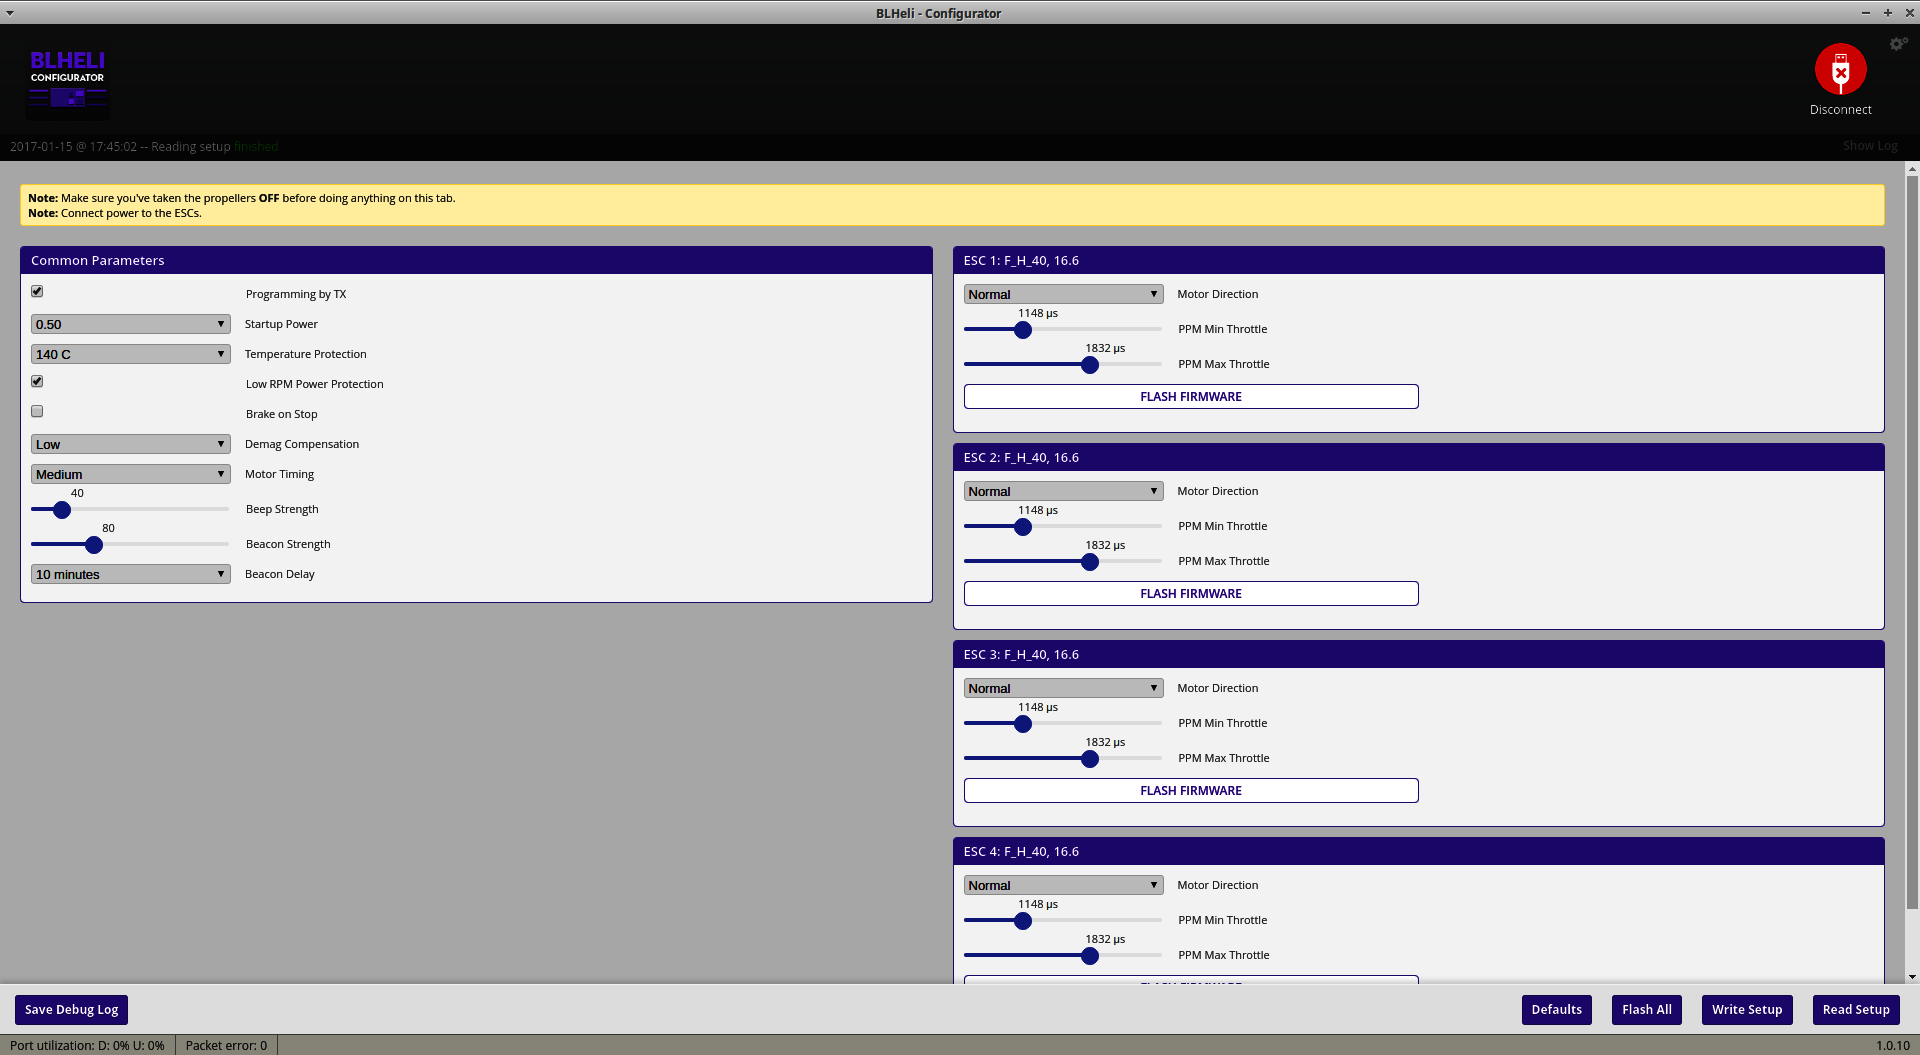 BLHeli - Configurator
BLHELI
CONFIGURATOR
Disconnect
2017-01-15 @ 17:45:02 -- Reading setup finished
Show Log
Note: Make sure you've taken the propellers OFF before doing anything on this tab.
Note: Connect power to the ESCs.
Common Parameters
Programming by TX
0.50 Startup Power
140 C Temperature Protection
Low RPM Power Protection
Brake on Stop
Low Demag Compensation
Medium Motor Timing
40
Beep Strength
80
Beacon Strength
10 minutes Beacon Delay
ESC 1: F_H_40, 16.6
Normal Motor Direction
1148 µs
PPM Min Throttle
1832 µs
PPM Max Throttle
FLASH FIRMWARE
ESC 2: F_H_40, 16.6
Normal Motor Direction
1148 µs
PPM Min Throttle
1832 µs
PPM Max Throttle
FLASH FIRMWARE
ESC 3: F_H_40, 16.6
Normal Motor Direction
1148 µs
PPM Min Throttle
1832 µs
PPM Max Throttle
FLASH FIRMWARE
ESC 4: F_H_40, 16.6
Normal Motor Direction
1148 µs
PPM Min Throttle
1832 µs
PPM Max Throttle
Save Debug Log
Defaults
Flash All
Write Setup
Read Setup
Port utilization: D: 0% U: 0%
Packet error: 0
1.0.10